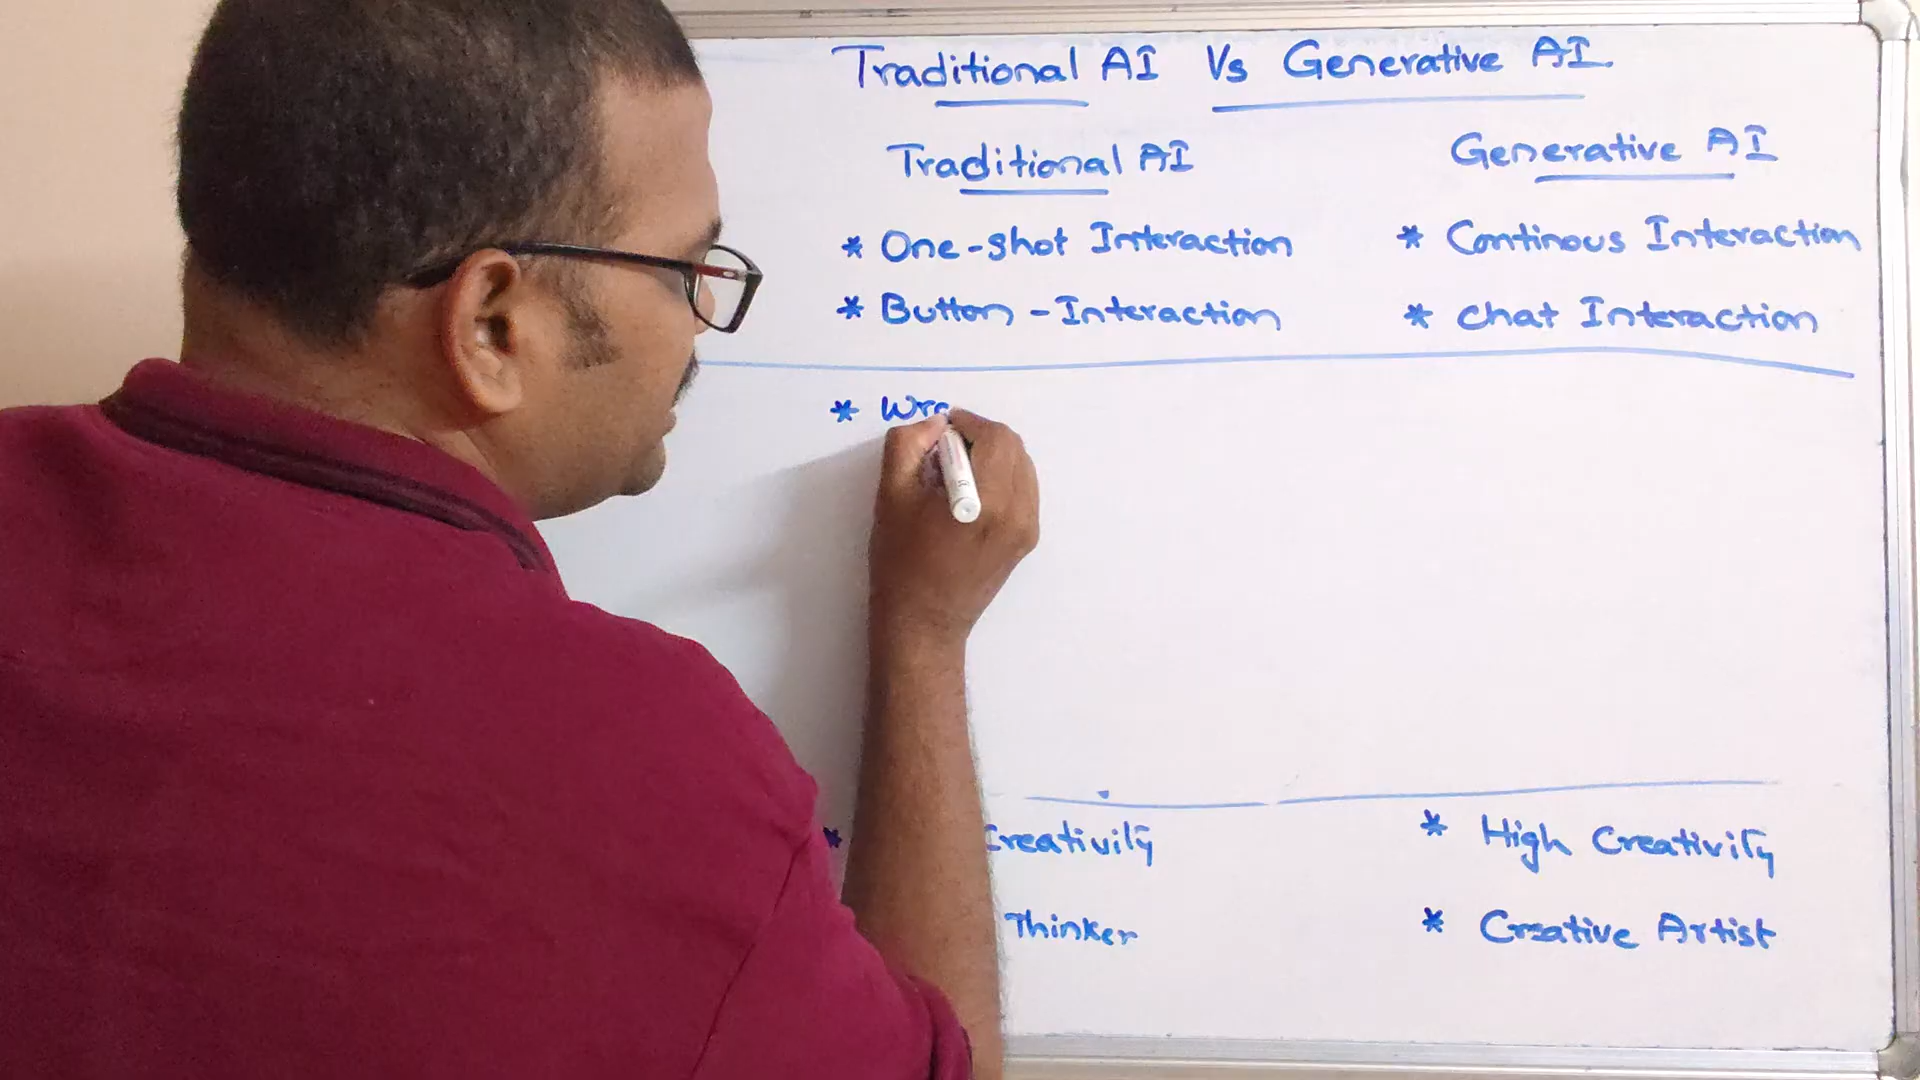 Traditional AI Vs Generative AI.
Traditional AI
Generative AI
* One-shot Interaction
* Continous Interaction
* Button - Interaction
* Chat Interaction
* Wro
* Creativity
* High Creativity
Thinker
* Creative Artist